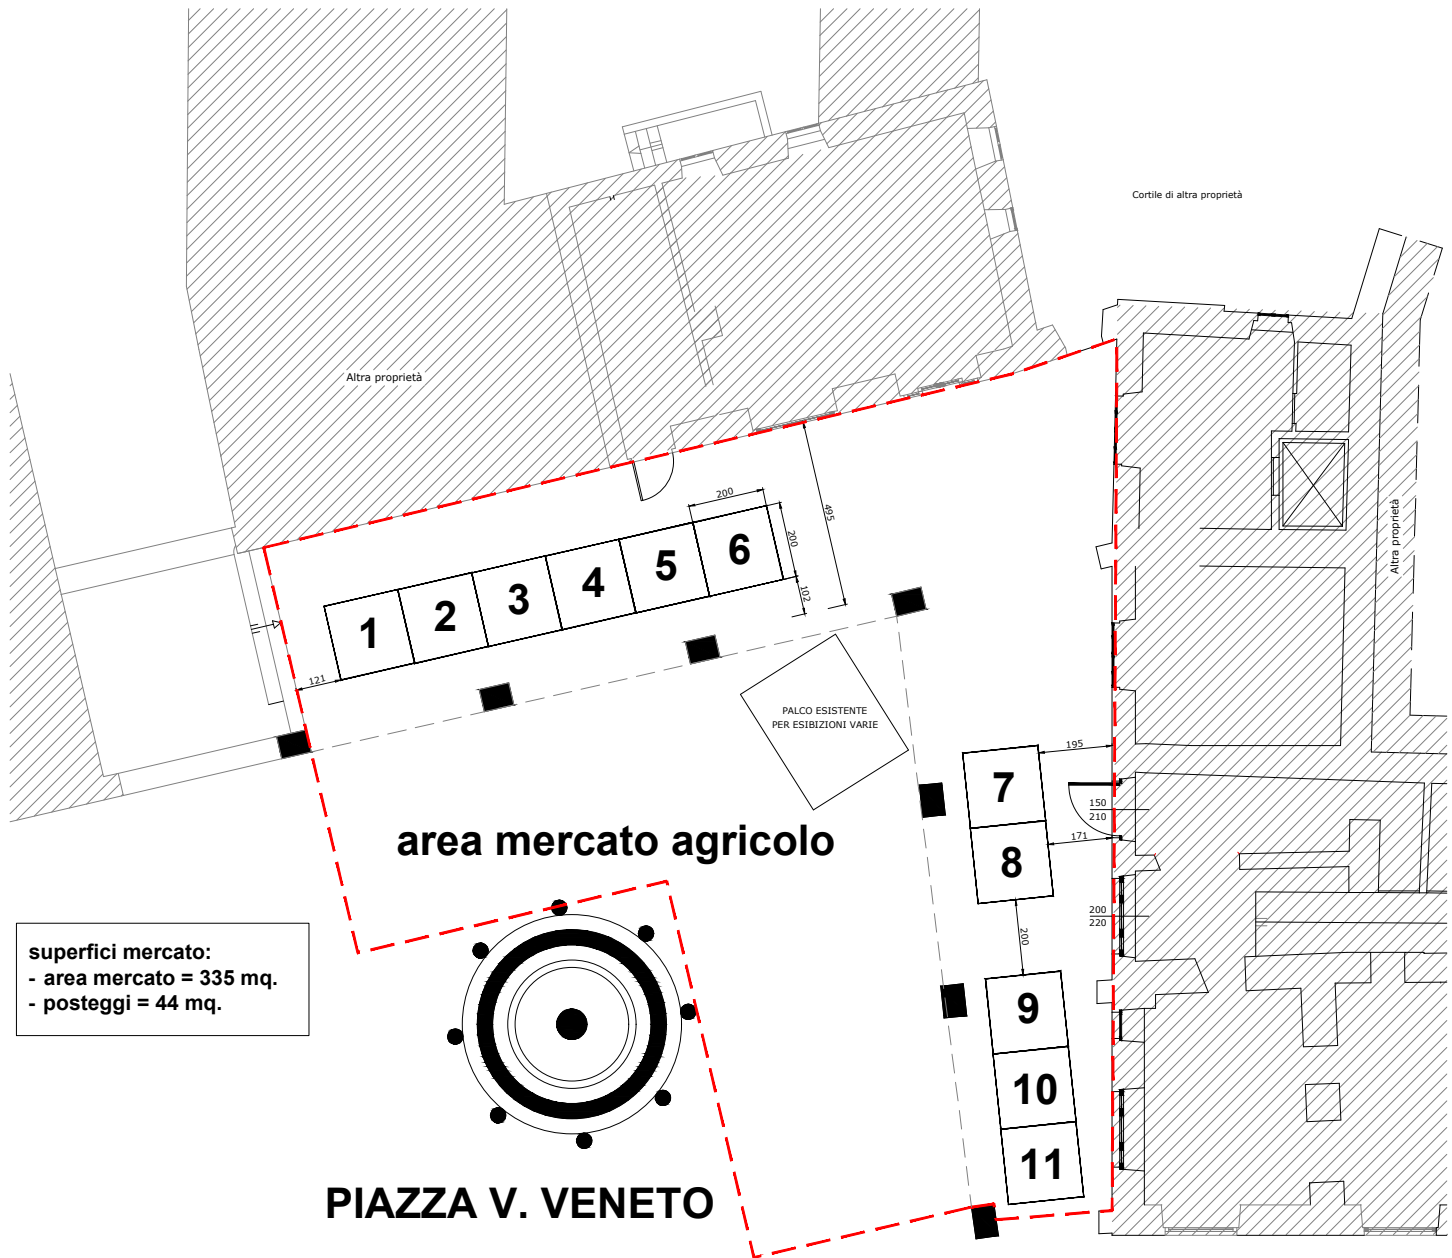 Cortile di altra proprietà
Altra proprietà
200
495
200
102
1
2
3
4
5
6
121
Altra proprietà
PALCO ESISTENTE
PER ESIBIZIONI VARIE
195
7
150
210
171
8
area mercato agricolo
200
220
200
superfici mercato:
- area mercato = 335 mq.
- posteggi = 44 mq.
9
10
11
PIAZZA V. VENETO